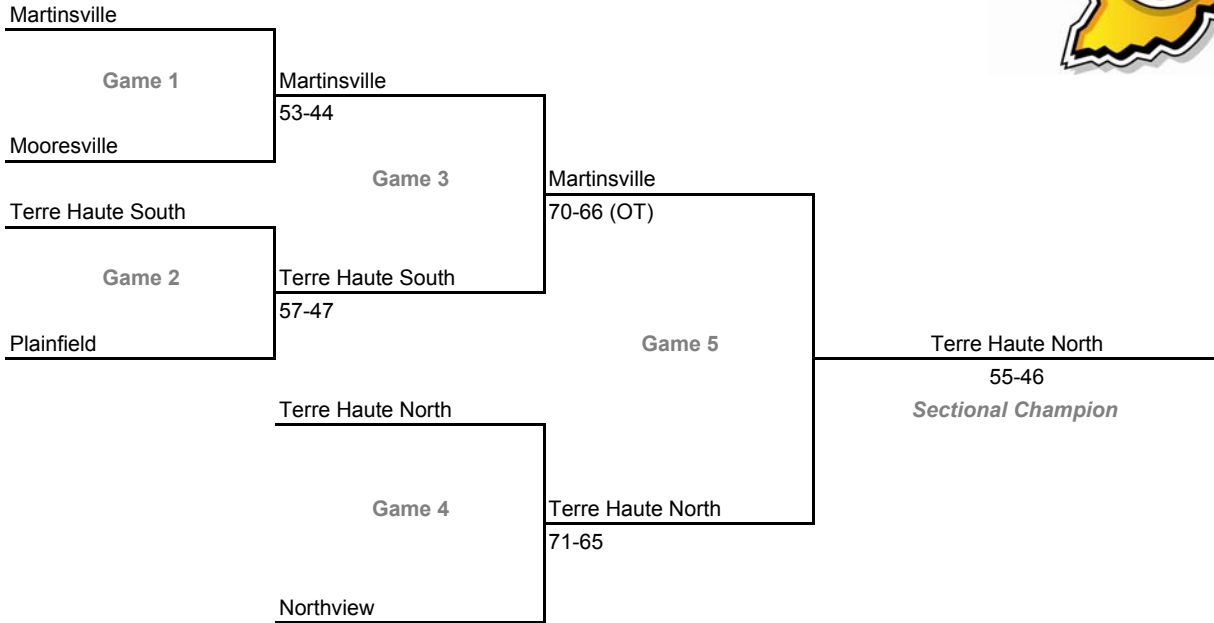 Martinsville
Game 1
Martinsville
53-44
Mooresville
Game 3
Martinsville
Terre Haute South
70-66 (OT)
Game 2
Terre Haute South
57-47
Plainfield
Game 5
Terre Haute North
55-46
Terre Haute North
Sectional Champion
Game 4
Terre Haute North
71-65
Northview